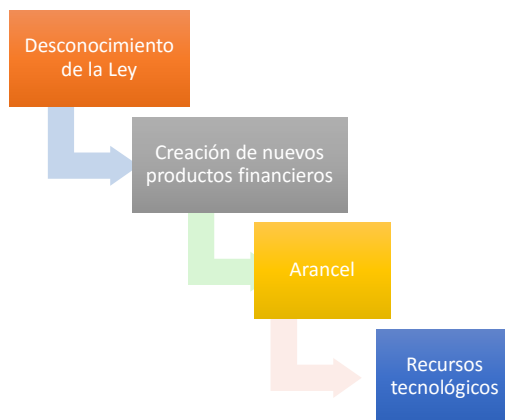 Desconocimiento
de la Ley
Creación de nuevos
productos financieros
Arancel
Recursos
tecnológicos